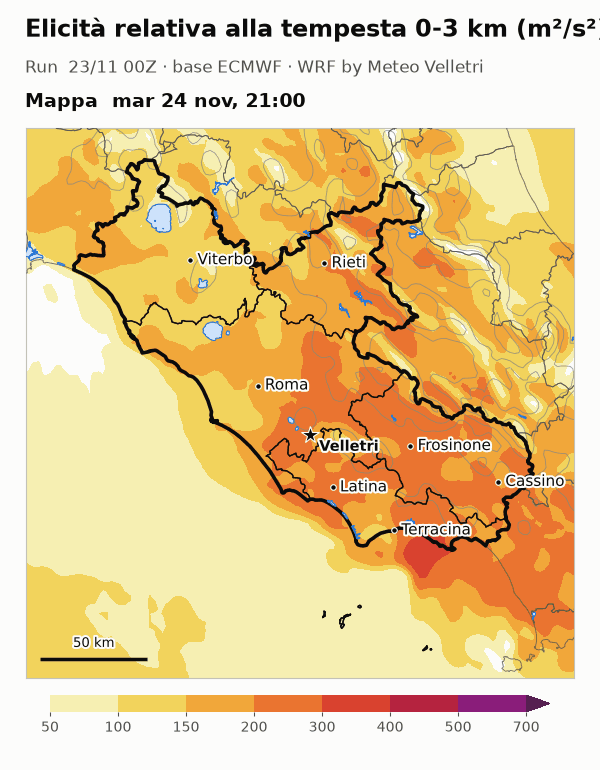 Elicità relativa alla tempesta 0-3 km (m²/s²)
Run 23/11 00Z · base ECMWF · WRF by Meteo Velletri
Mappa mar 24 nov, 21:00
Viterbo
Rieti
Roma
Velletri
Frosinone
Cassino
Latina
Terracina
50 km
50 100 150 200 300 400 500 700